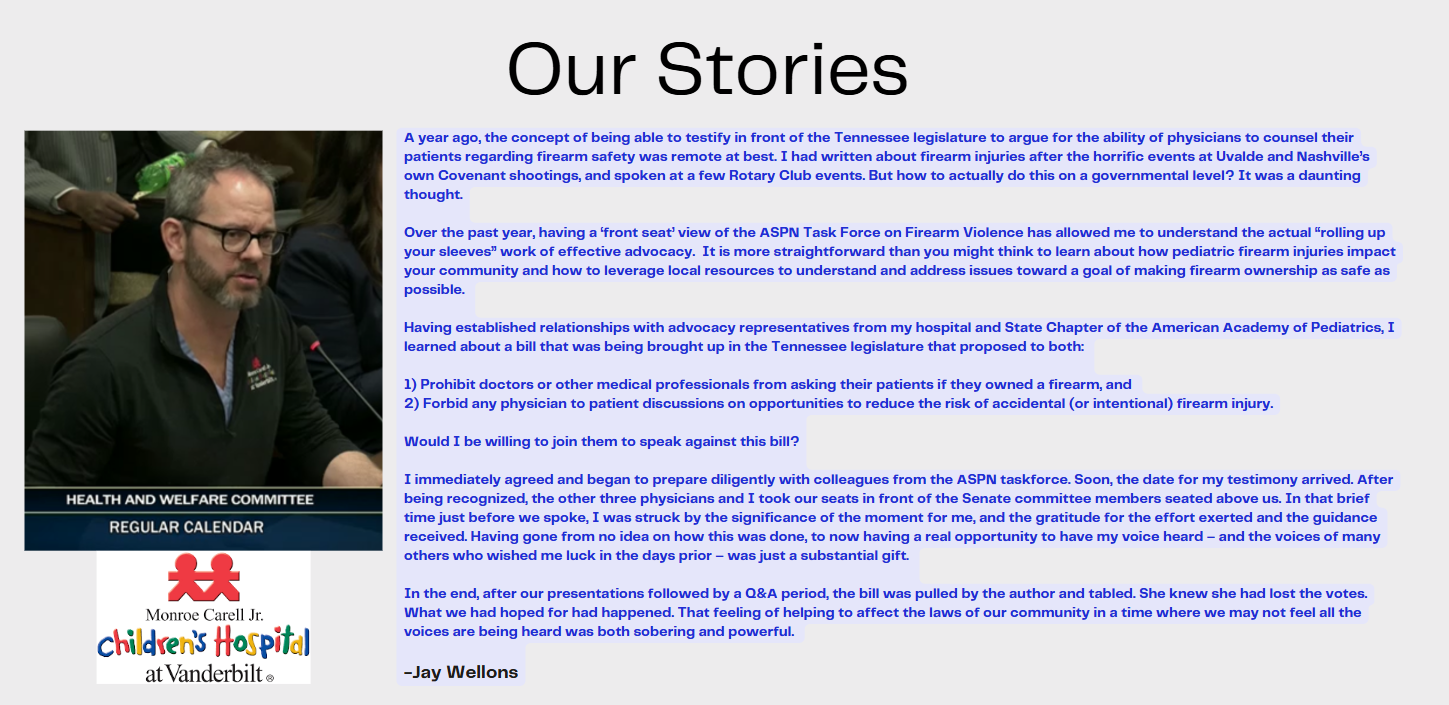 Our Stories
A year ago, the concept of being able to testify in front of the Tennessee legislature to argue for the ability of physicians to counsel their
patients regarding firearm safety was remote at best. I had written about firearm injuries after the horrific events at Uvalde and Nashville’s
own Covenant shootings, and spoken at a few Rotary Club events. But how to actually do this on a governmental level? It was a daunting
thought.
Over the past year, having a ‘front seat’ view of the ASPN Task Force on Firearm Violence has allowed me to understand the actual “rolling up
your sleeves” work of effective advocacy.  It is more straightforward than you might think to learn about how pediatric firearm injuries impact
your community and how to leverage local resources to understand and address issues toward a goal of making firearm ownership as safe as
possible.
Having established relationships with advocacy representatives from my hospital and State Chapter of the American Academy of Pediatrics, I
learned about a bill that was being brought up in the Tennessee legislature that proposed to both:
1) Prohibit doctors or other medical professionals from asking their patients if they owned a firearm, and
2) Forbid any physician to patient discussions on opportunities to reduce the risk of accidental (or intentional) firearm injury.
Would I be willing to join them to speak against this bill?
I immediately agreed and began to prepare diligently with colleagues from the ASPN taskforce. Soon, the date for my testimony arrived. After
being recognized, the other three physicians and I took our seats in front of the Senate committee members seated above us. In that brief
time just before we spoke, I was struck by the significance of the moment for me, and the gratitude for the effort exerted and the guidance
received. Having gone from no idea on how this was done, to now having a real opportunity to have my voice heard – and the voices of many
others who wished me luck in the days prior – was just a substantial gift.
In the end, after our presentations followed by a Q&A period, the bill was pulled by the author and tabled. She knew she had lost the votes.
What we had hoped for had happened. That feeling of helping to affect the laws of our community in a time where we may not feel all the
voices are being heard was both sobering and powerful.
–Jay Wellons
HEALTH AND WELFARE COMMITTEE
REGULAR CALENDAR
Monroe Carell Jr.
Children's Hospital
at Vanderbilt ®